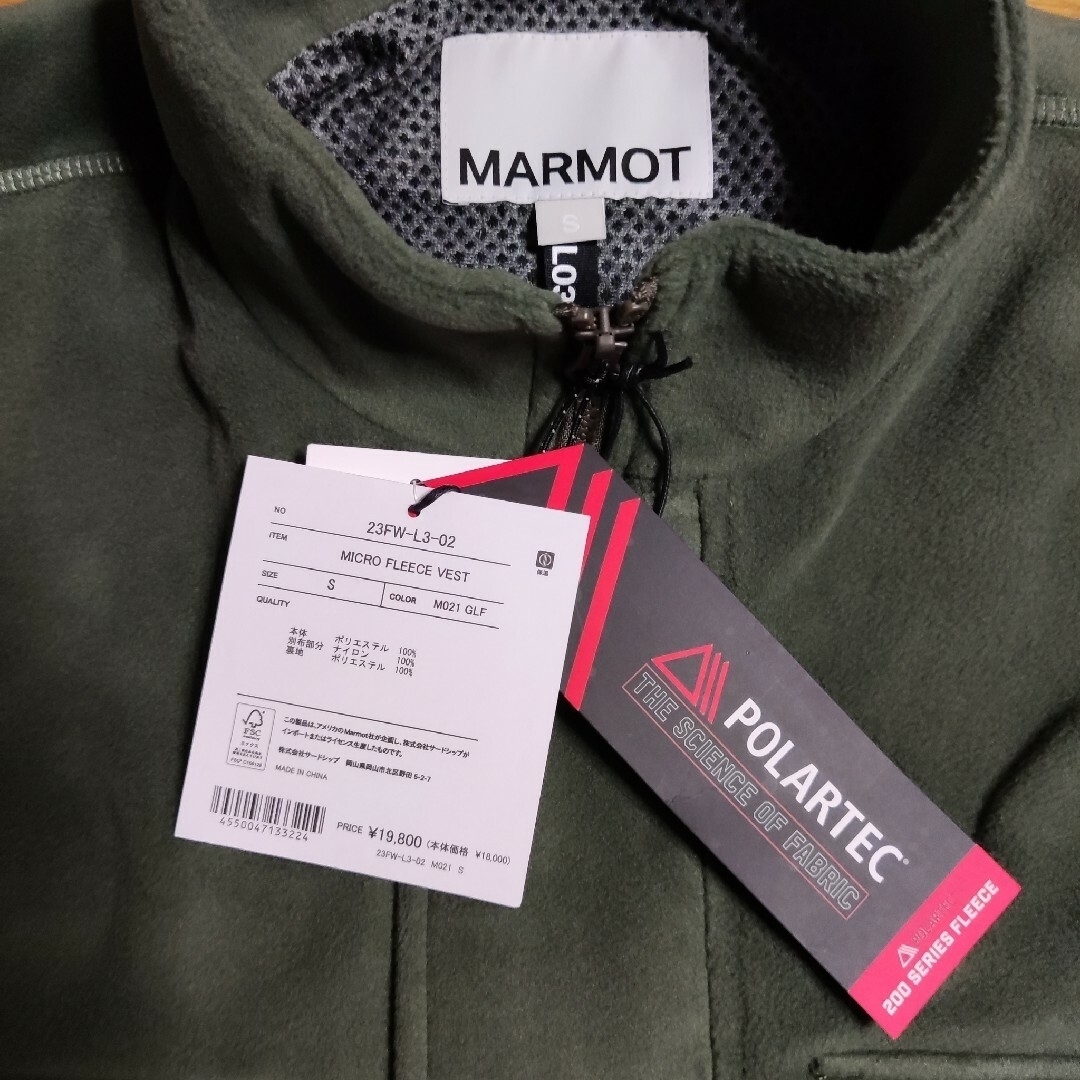 MARMOT
S
NO 23FW-L3-02
ITEM MICRO FLEECE VEST
SIZE S COLOR M021 GLF
QUALITY
本体 ポリエステル 100%
別布部分 ナイロン 100%
裏地 ポリエステル 100%
FSC
ミックス
この製品は、アメリカのMarmot社が企画し、株式会社サードシップが
インポートまたはライセンス生産したものです。
株式会社サードシップ 岡山県岡山市北区野田 5-2-7
MADE IN CHINA
4550047133224
PRICE ¥19,800 (本体価格 ¥18,000)
23FW-L3-02 M021 S
POLARTEC®
THE SCIENCE OF FABRIC
POLARTEC
200 SERIES FLEECE